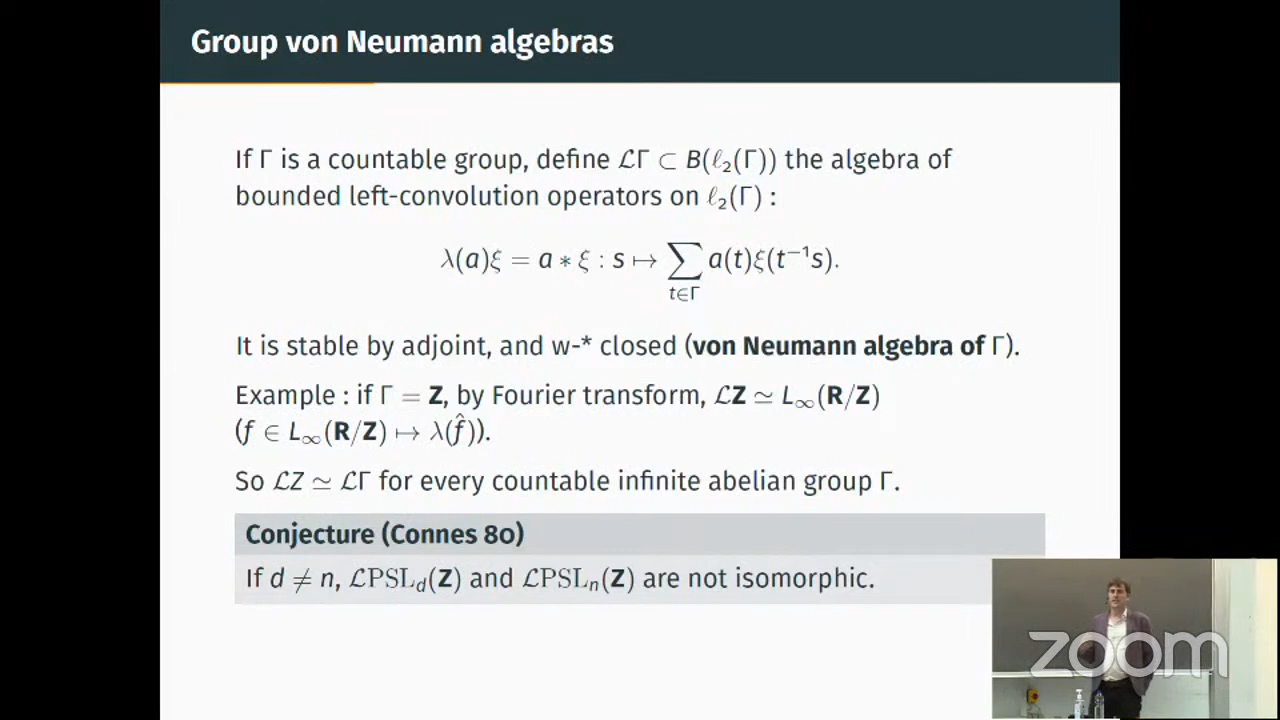 Group von Neumann algebras
If Γ is a countable group, define ℒΓ ⊂ B(ℓ₂(Γ)) the algebra of
bounded left-convolution operators on ℓ₂(Γ) :
λ(a)ξ = a ∗ ξ : s ↦ ∑_{t∈Γ} a(t)ξ(t⁻¹s).
It is stable by adjoint, and w-* closed (von Neumann algebra of Γ).
Example : if Γ = Z, by Fourier transform, ℒZ ≃ L∞(R/Z)
(f ∈ L∞(R/Z) ↦ λ(f̂)).
So ℒZ ≃ ℒΓ for every countable infinite abelian group Γ.
Conjecture (Connes 80)
If d ≠ n, ℒPSL_d(Z) and ℒPSL_n(Z) are not isomorphic.
zoom